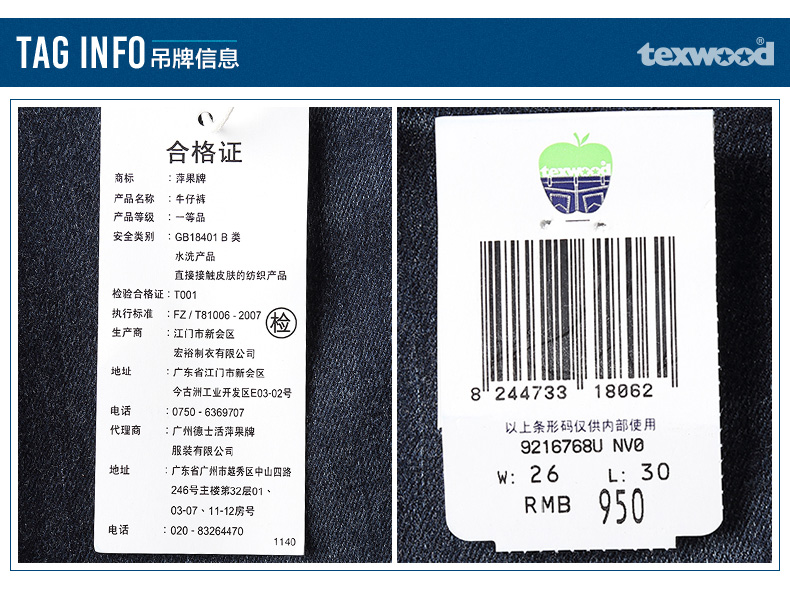 TAG INFO吊牌信息
texwood®
合格证
商标 : 萍果牌
产品名称 : 牛仔裤
产品等级 : 一等品
安全类别 : GB18401 B 类
水洗产品
直接接触皮肤的纺织产品
检验合格证 : T001
执行标准 : FZ / T81006 - 2007
检
生产商 : 江门市新会区
宏裕制衣有限公司
地址 : 广东省江门市新会区
今古洲工业开发区E03-02号
电话 : 0750 - 6369707
代理商 : 广州德士活萍果牌
服装有限公司
地址 : 广东省广州市越秀区中山四路
246号主楼第32层01、
03-07、11-12房号
电话 : 020 - 83264470
1140
texwood
8 244733 18062
以上条形码仅供内部使用
9216768U NV0
W: 26 L: 30
RMB 950